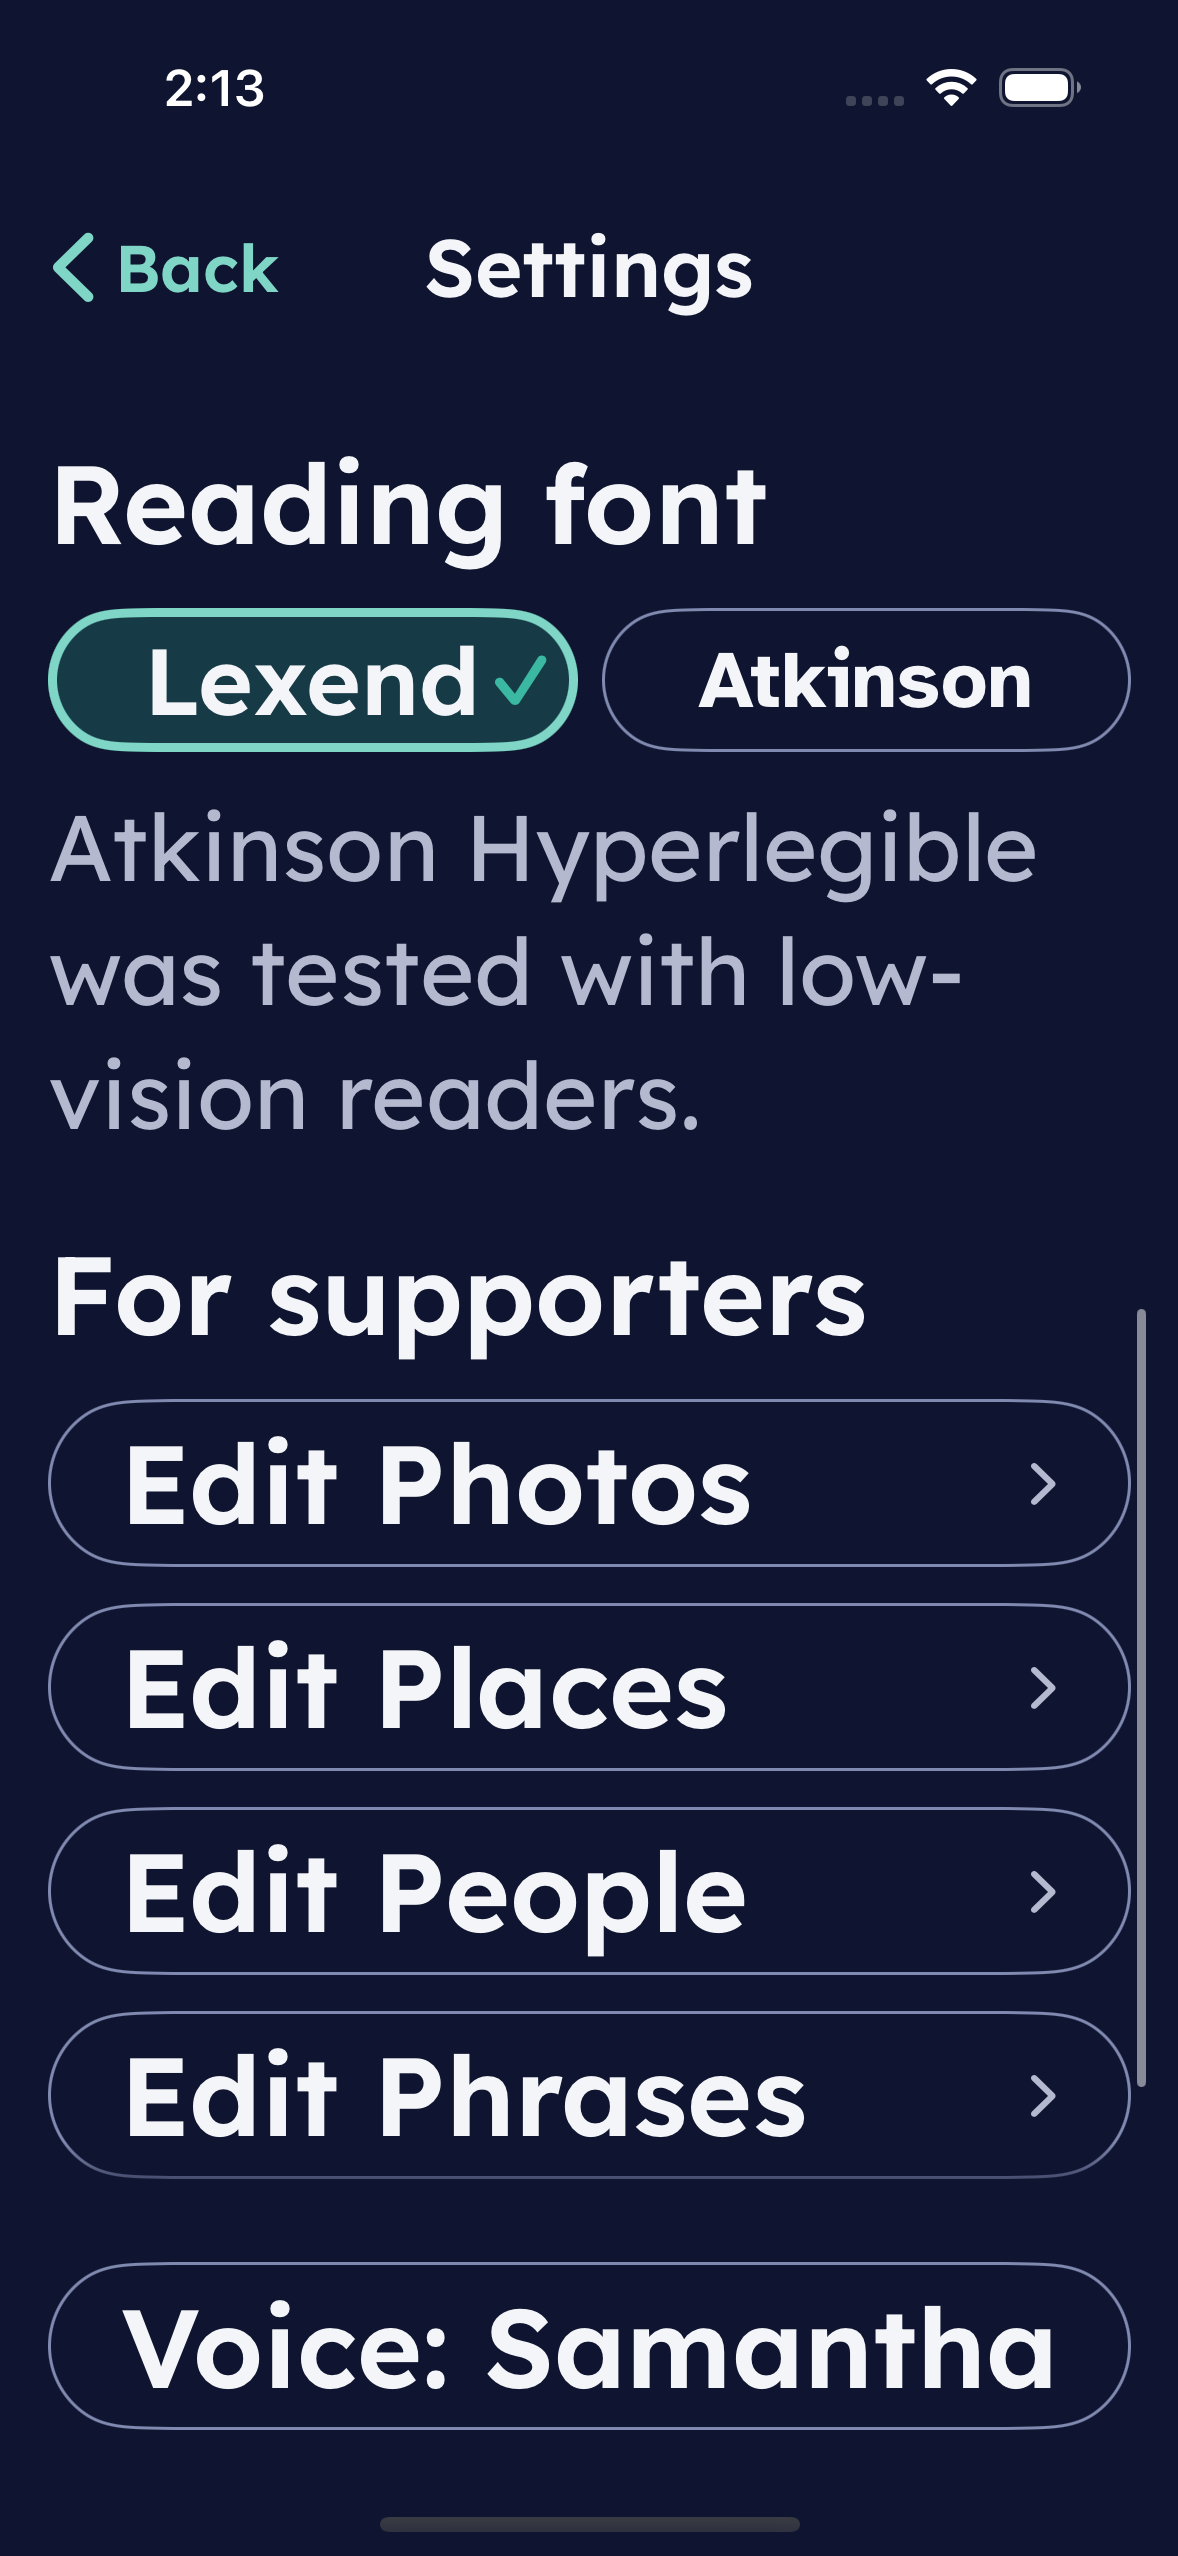 2:13
Back
Settings
Reading font
Lexend
Atkinson
Atkinson Hyperlegible
was tested with low-
vision readers.
For supporters
Edit Photos
Edit Places
Edit People
Edit Phrases
Voice: Samantha